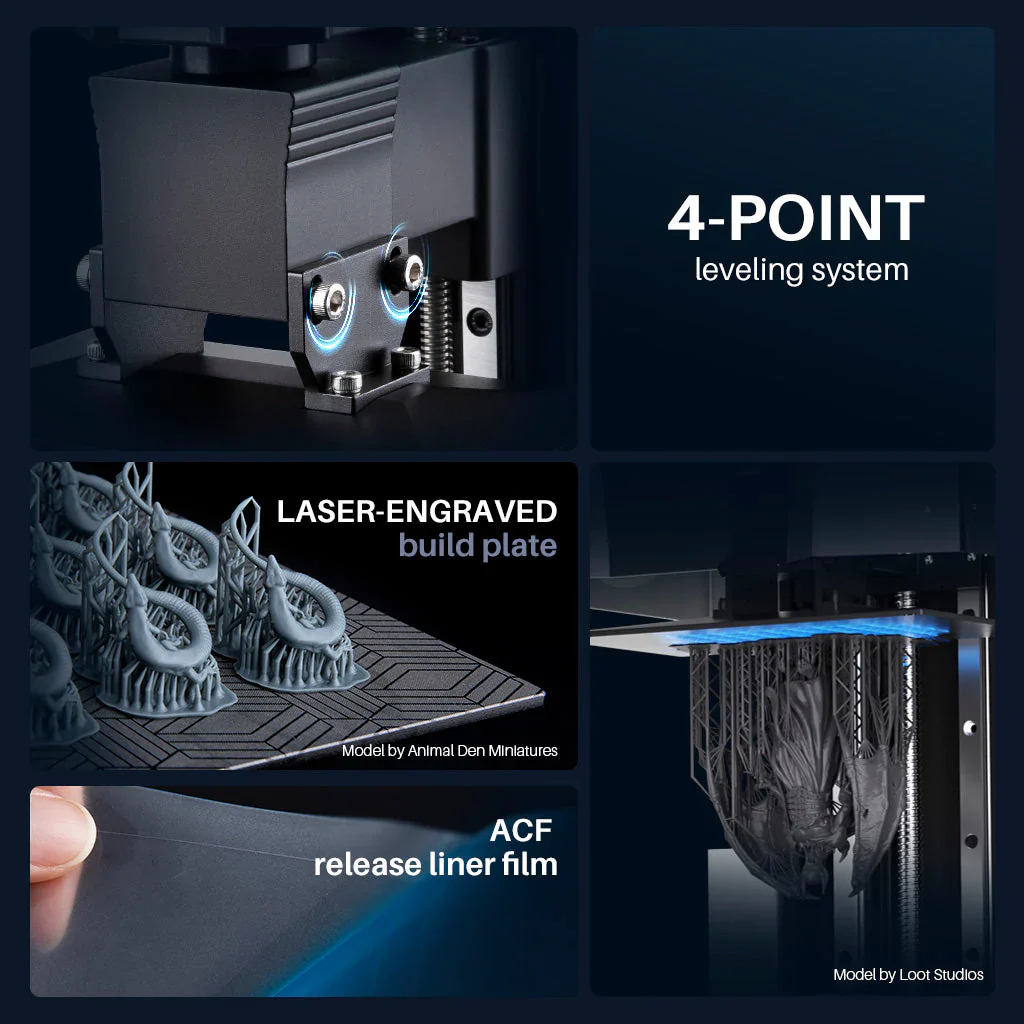 4-POINT
leveling system
LASER-ENGRAVED
build plate
Model by Animal Den Miniatures
ACF
release liner film
Model by Loot Studios